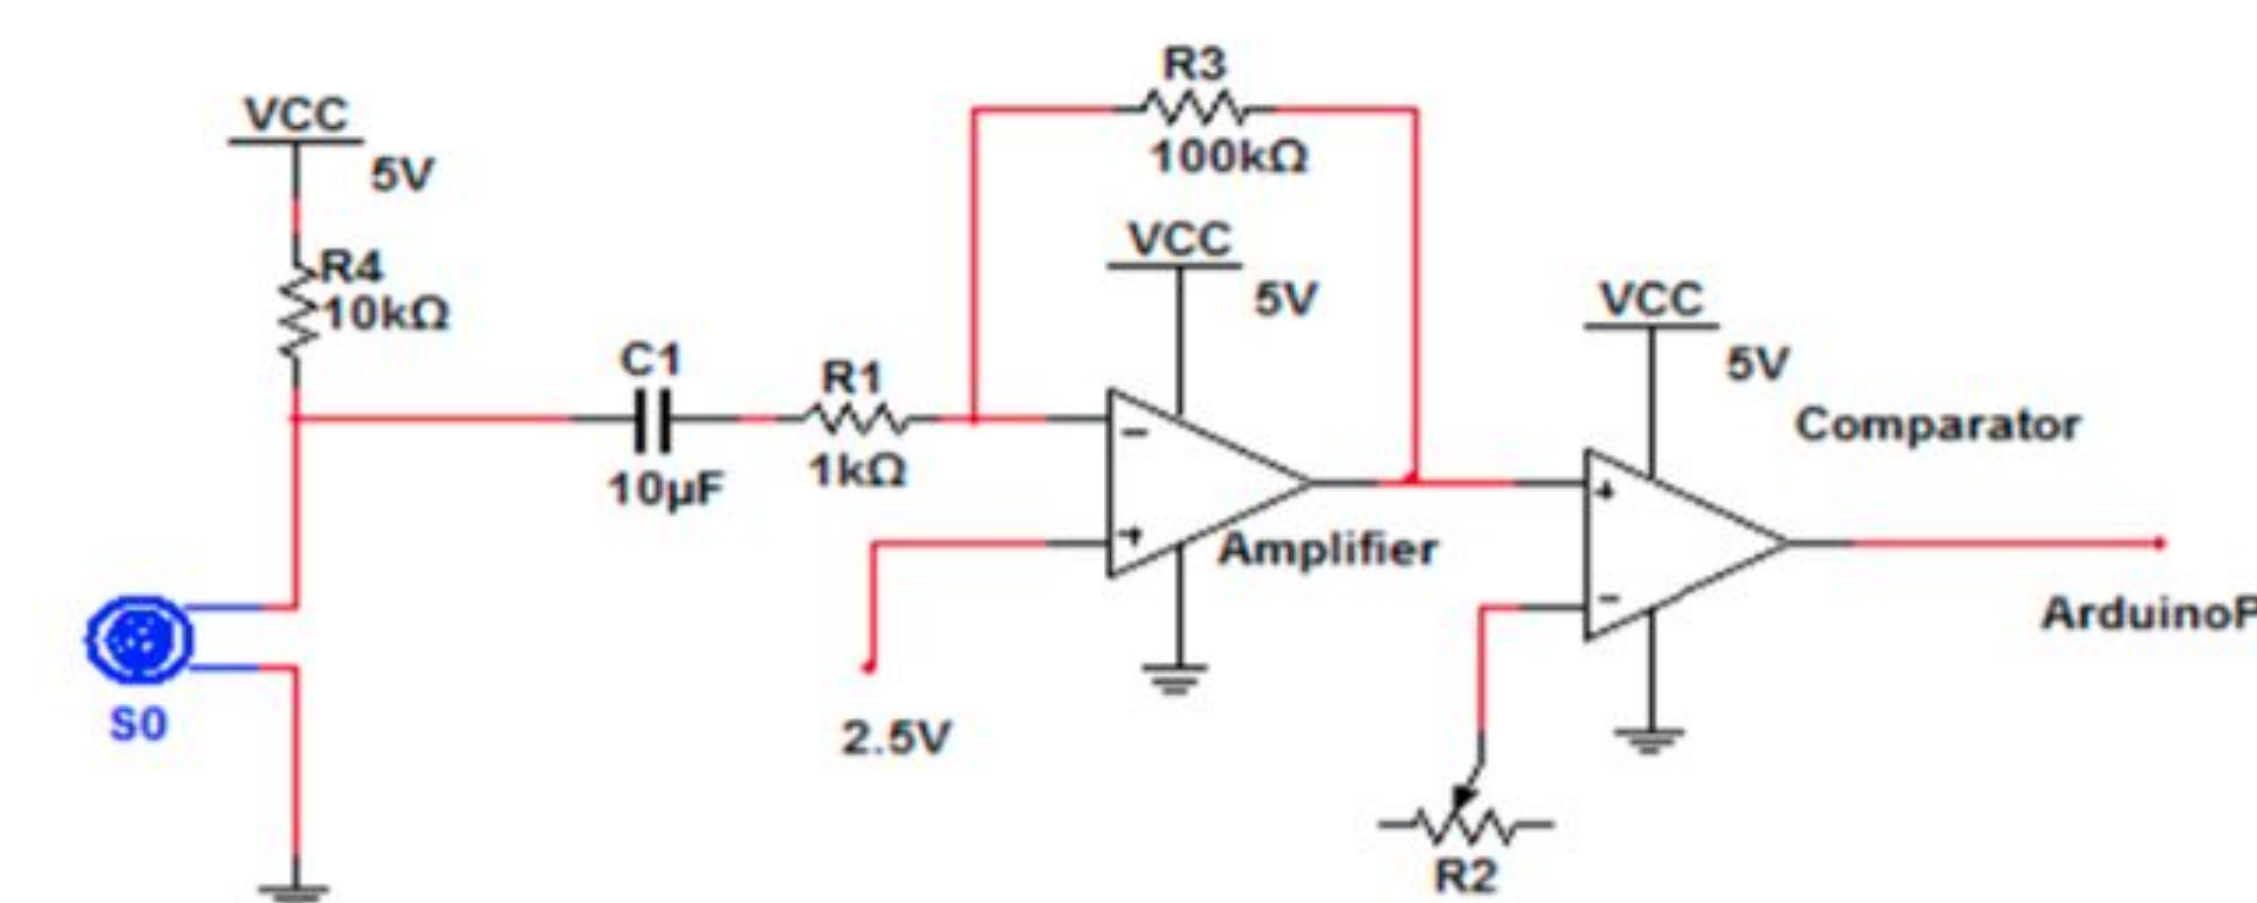 R3
100kΩ
VCC
5V
R4
10kΩ
VCC
5V
VCC
5V
C1
10µF
R1
1kΩ
−
+
Amplifier
Comparator
+
−
ArduinoP
2.5V
S0
R2